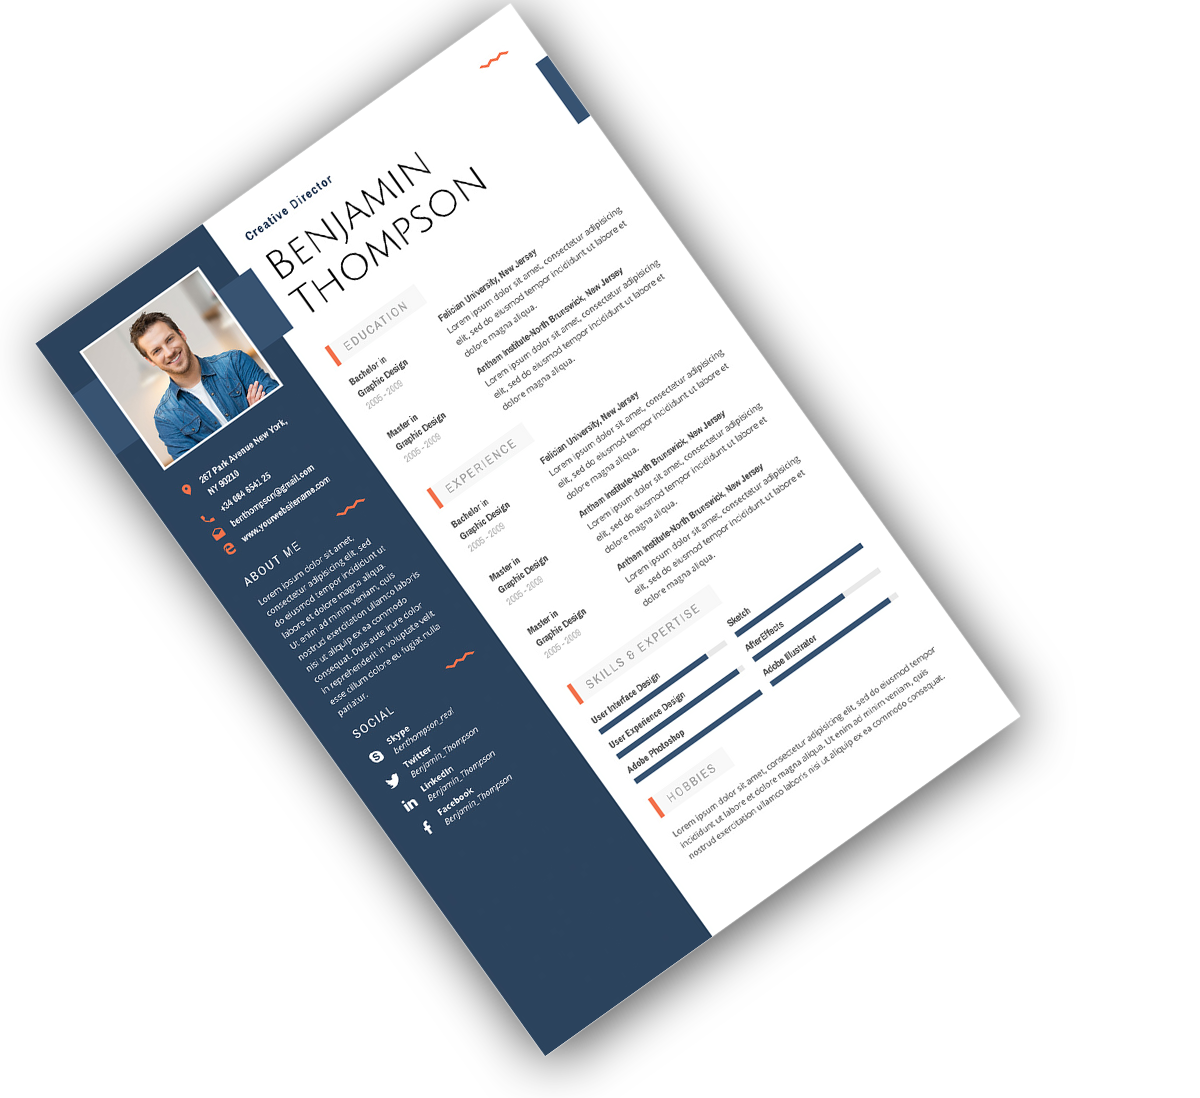 Creative Director
BENJAMIN
THOMPSON
267 Park Avenue New York,
NY 90210
+34 084 6541 25
benthompson@gmail.com
www.yourwebsitename.com
ABOUT ME
Lorem ipsum dolor sit amet,
consectetur adipisicing elit, sed
do eiusmod tempor incididunt ut
labore et dolore magna aliqua.
Ut enim ad minim veniam, quis
nostrud exercitation ullamco laboris
nisi ut aliquip ex ea commodo
consequat. Duis aute irure dolor
in reprehenderit in voluptate velit
esse cillum dolore eu fugiat nulla
pariatur.
SOCIAL
Skype
benthompson_real
Twitter
Benjamin_Thompson
LinkedIn
Benjamin_Thompson
Facebook
Benjamin_Thompson
EDUCATION
Bachelor in
Graphic Design
2005 - 2009
Felician University, New Jersey
Lorem ipsum dolor sit amet, consectetur adipisicing
elit, sed do eiusmod tempor incididunt ut labore et
dolore magna aliqua.
Master in
Graphic Design
2005 - 2009
Anthem Institute-North Brunswick, New Jersey
Lorem ipsum dolor sit amet, consectetur adipisicing
elit, sed do eiusmod tempor incididunt ut labore et
dolore magna aliqua.
EXPERIENCE
Bachelor in
Graphic Design
2005 - 2009
Felician University, New Jersey
Lorem ipsum dolor sit amet, consectetur adipisicing
elit, sed do eiusmod tempor incididunt ut labore et
dolore magna aliqua.
Master in
Graphic Design
2005 - 2009
Anthem Institute-North Brunswick, New Jersey
Lorem ipsum dolor sit amet, consectetur adipisicing
elit, sed do eiusmod tempor incididunt ut labore et
dolore magna aliqua.
Master in
Graphic Design
2005 - 2009
Anthem Institute-North Brunswick, New Jersey
Lorem ipsum dolor sit amet, consectetur adipisicing
elit, sed do eiusmod tempor incididunt ut labore et
dolore magna aliqua.
SKILLS & EXPERTISE
User Interface Design
User Experience Design
Adobe Photoshop
Sketch
AfterEffects
Adobe Illustrator
HOBBIES
Lorem ipsum dolor sit amet, consectetur adipisicing elit, sed do eiusmod tempor
incididunt ut labore et dolore magna aliqua. Ut enim ad minim veniam, quis
nostrud exercitation ullamco laboris nisi ut aliquip ex ea commodo consequat.